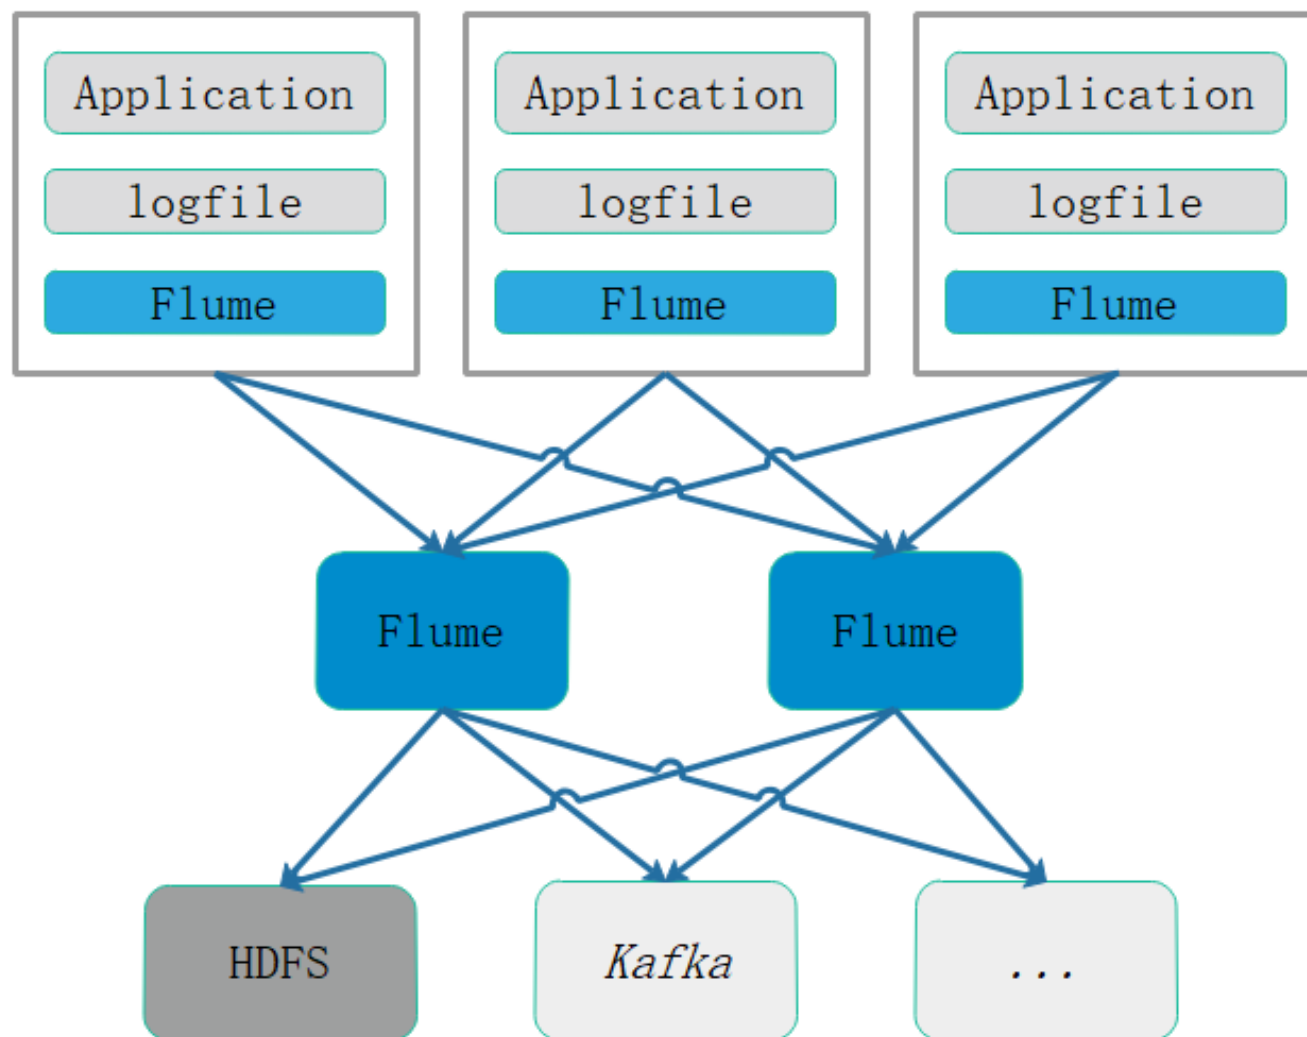 Application
logfile
Flume
Application
logfile
Flume
Application
logfile
Flume
Flume
Flume
HDFS
Kafka
...